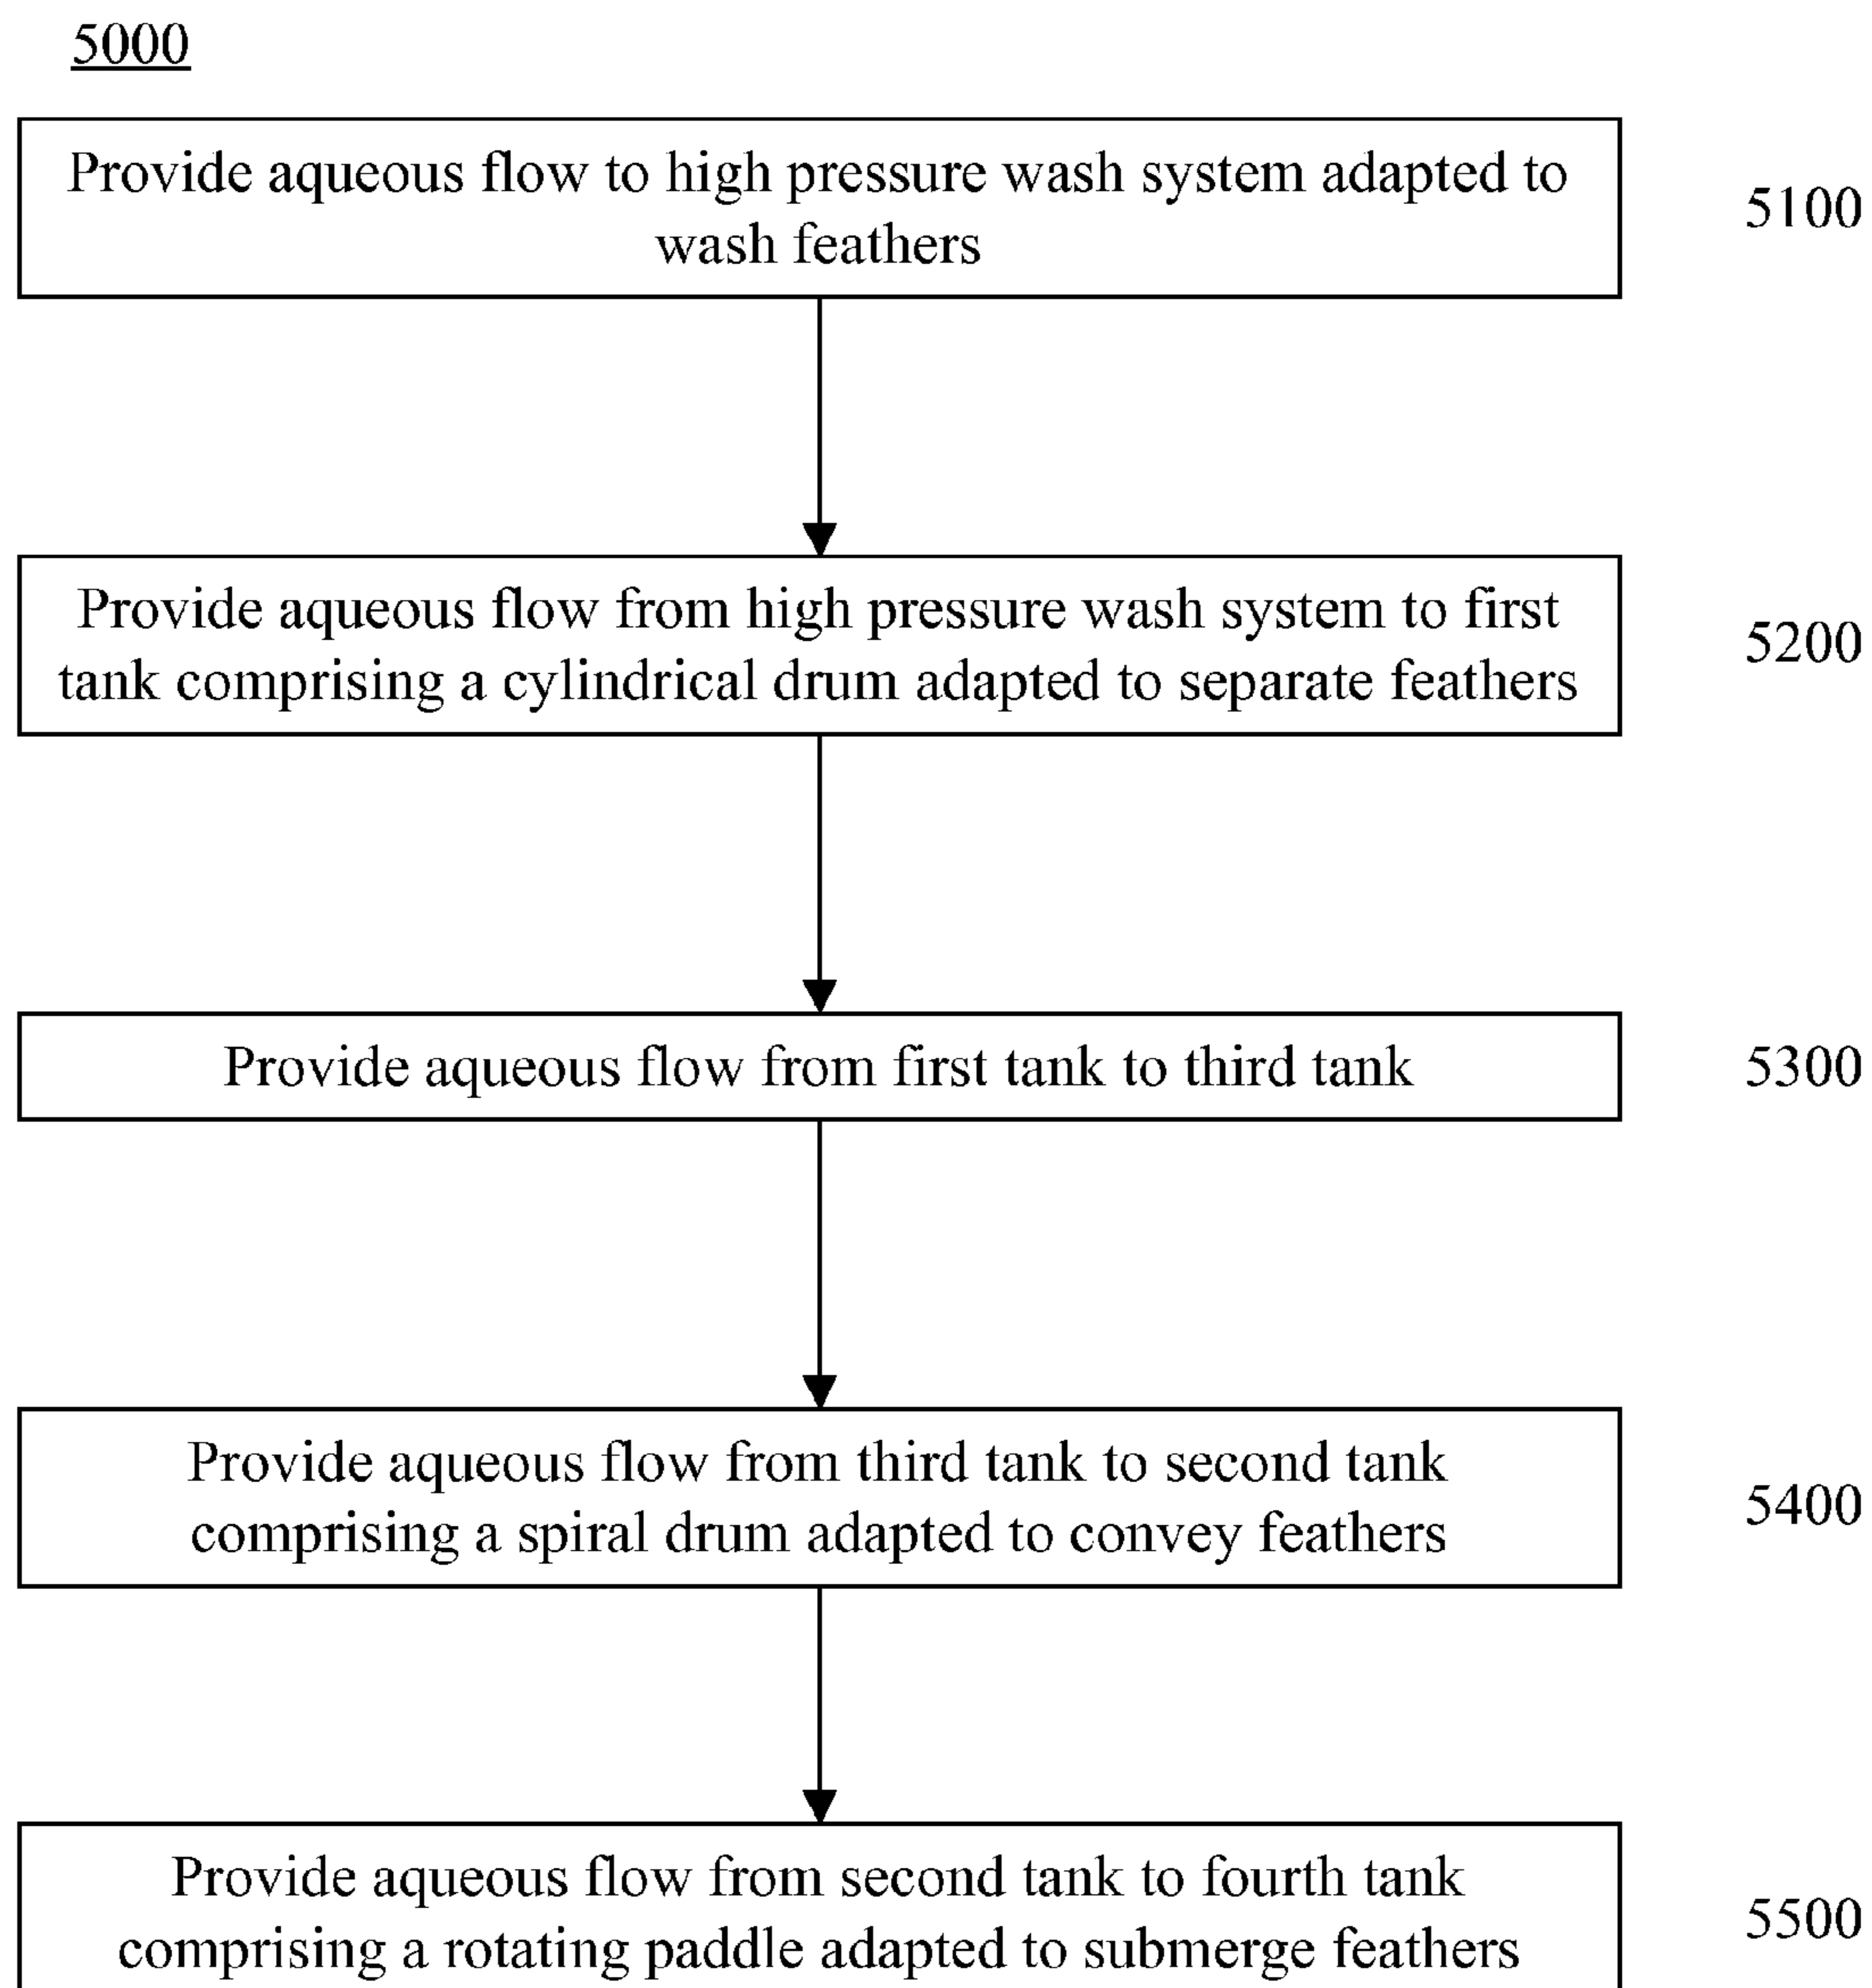 5000
Provide aqueous flow to high pressure wash system adapted to
wash feathers
5100
Provide aqueous flow from high pressure wash system to first
tank comprising a cylindrical drum adapted to separate feathers
5200
Provide aqueous flow from first tank to third tank
5300
Provide aqueous flow from third tank to second tank
comprising a spiral drum adapted to convey feathers
5400
Provide aqueous flow from second tank to fourth tank
comprising a rotating paddle adapted to submerge feathers
5500